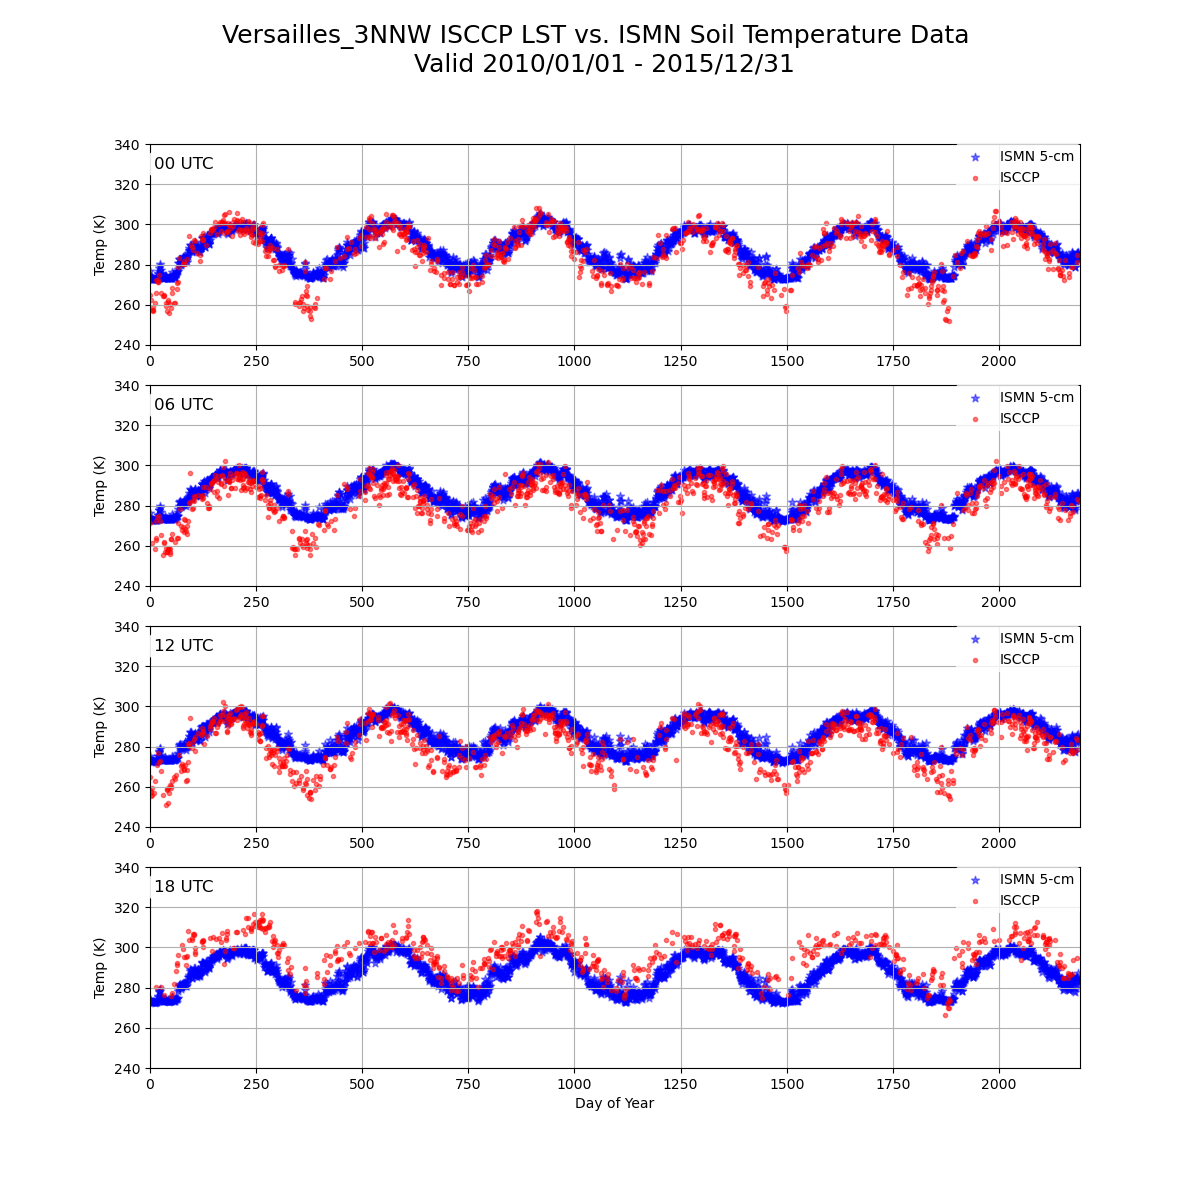 Versailles_3NNW ISCCP LST vs. ISMN Soil Temperature Data
Valid 2010/01/01 - 2015/12/31
340
320
300
280
260
240
Temp (K)
00 UTC
ISMN 5-cm
ISCCP
0 250 500 750 1000 1250 1500 1750 2000
340
320
300
280
260
240
Temp (K)
06 UTC
ISMN 5-cm
ISCCP
0 250 500 750 1000 1250 1500 1750 2000
340
320
300
280
260
240
Temp (K)
12 UTC
ISMN 5-cm
ISCCP
0 250 500 750 1000 1250 1500 1750 2000
340
320
300
280
260
240
Temp (K)
18 UTC
ISMN 5-cm
ISCCP
0 250 500 750 1000 1250 1500 1750 2000
Day of Year